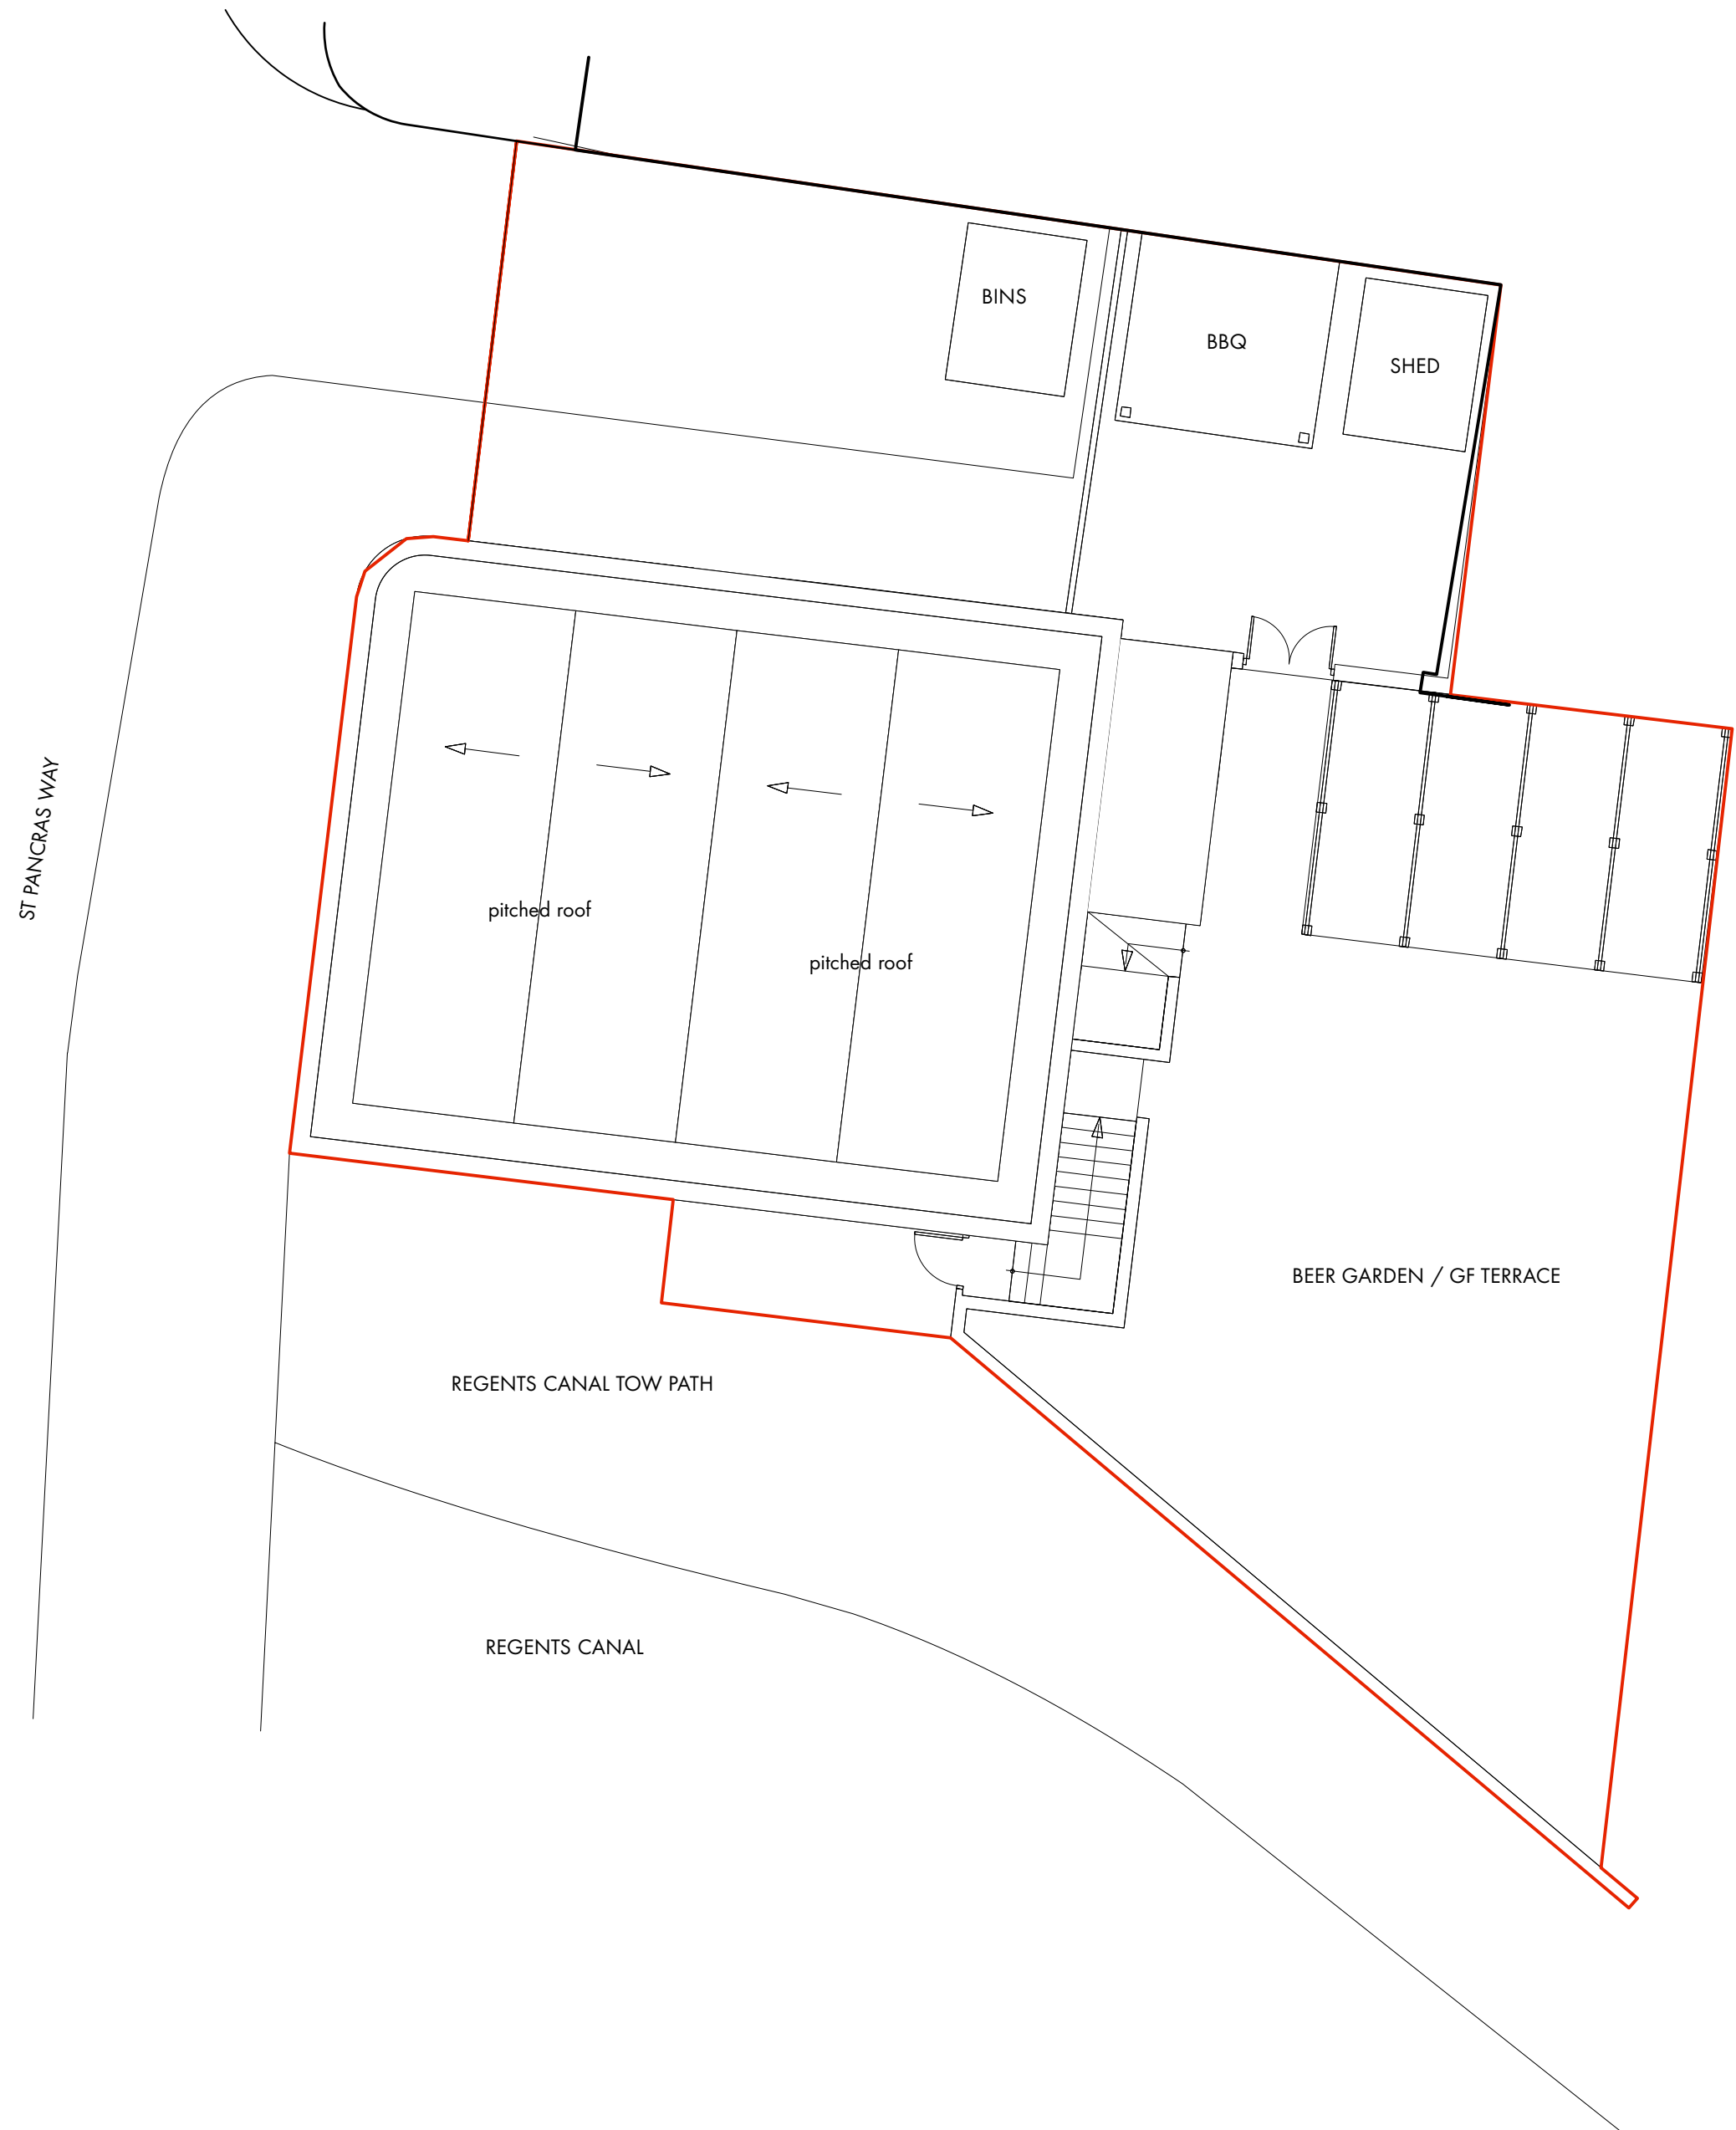 BINS
BBQ
SHED
ST PANCRAS WAY
pitched roof
pitched roof
BEER GARDEN / GF TERRACE
REGENTS CANAL TOW PATH
REGENTS CANAL